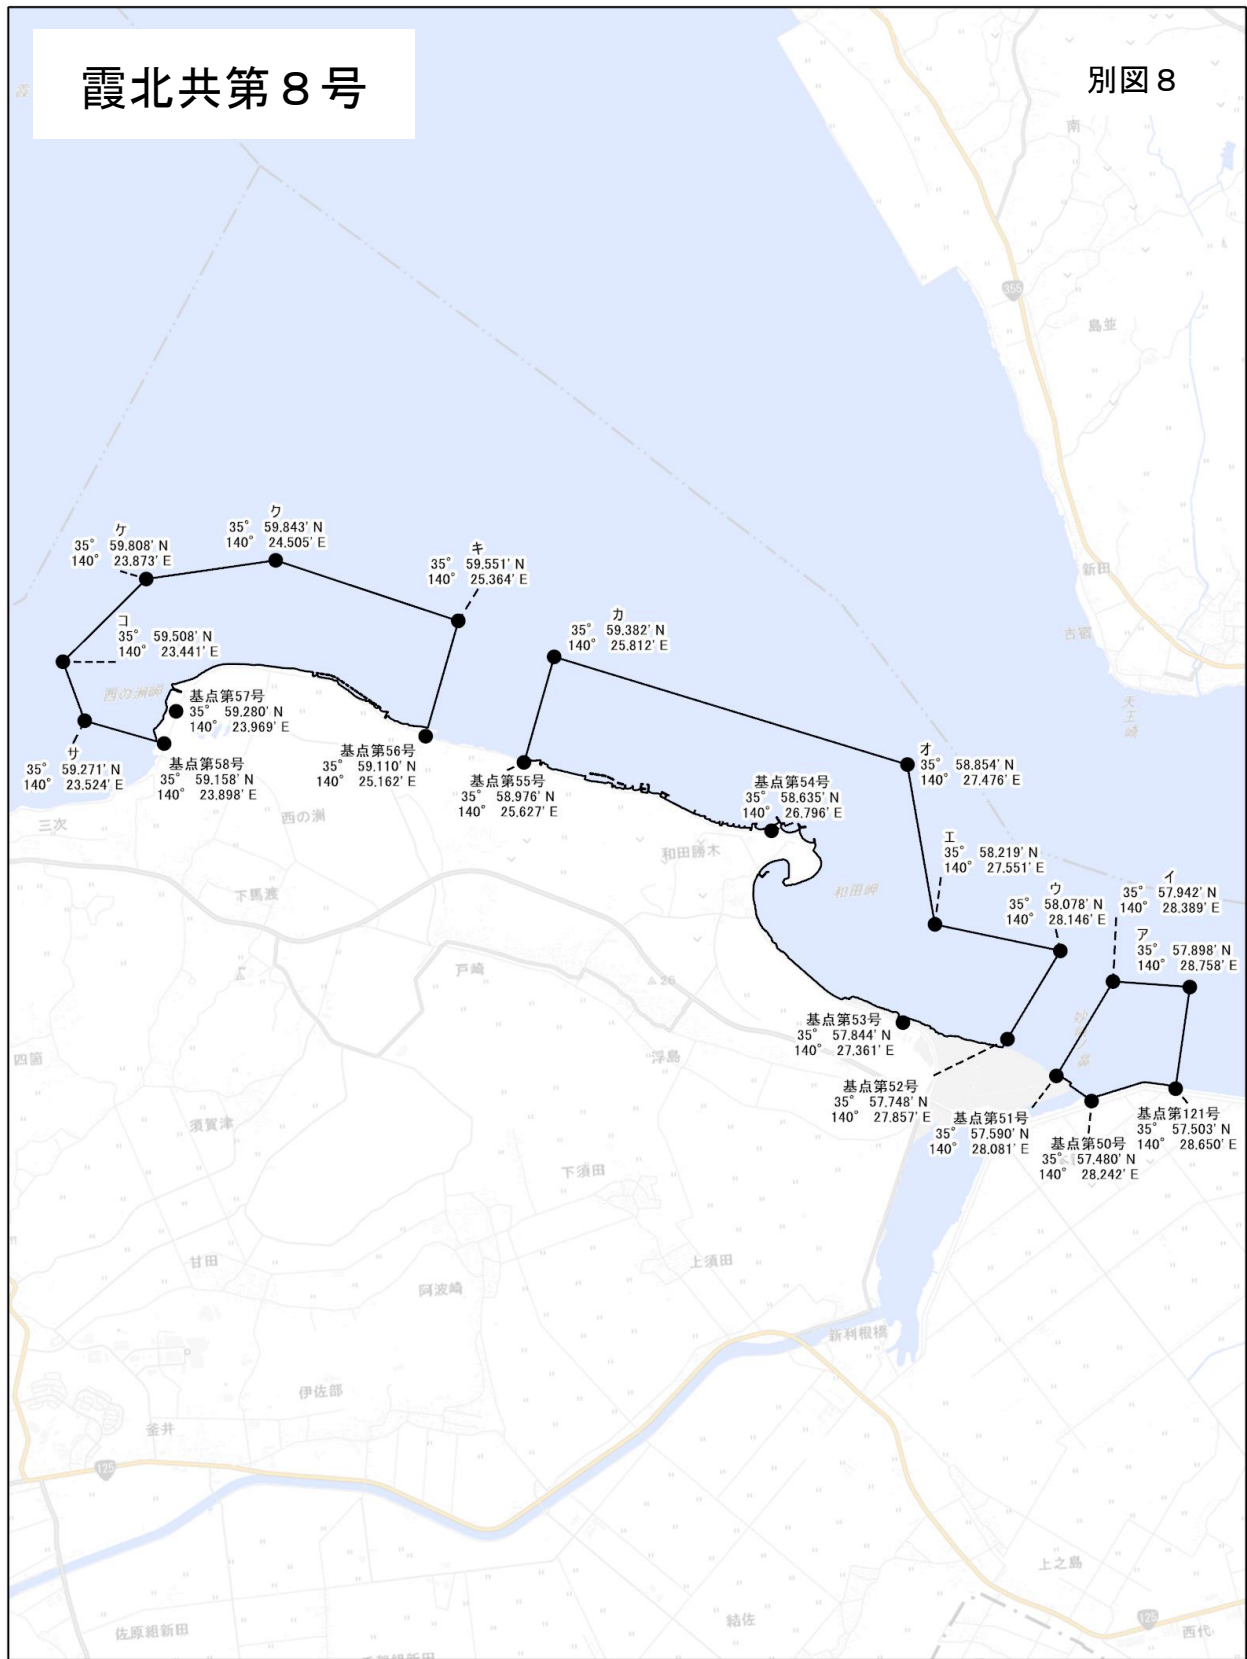 霞北共第８号
別図８
南
355
島並
新田
古宿
天王崎
ク
35° 59.843' N
140° 24.505' E
ケ
35° 59.808' N
140° 23.873' E
キ
35° 59.551' N
140° 25.364' E
コ
35° 59.508' N
140° 23.441' E
カ
35° 59.382' N
140° 25.812' E
西の洲岬
基点第57号
35° 59.280' N
140° 23.969' E
サ
35° 59.271' N
140° 23.524' E
基点第58号
35° 59.158' N
140° 23.898' E
基点第56号
35° 59.110' N
140° 25.162' E
基点第55号
35° 58.976' N
140° 25.627' E
基点第54号
35° 58.635' N
140° 26.796' E
オ
35° 58.854' N
140° 27.476' E
三次
西の洲
和田勝木
和田岬
下馬渡
エ
35° 58.219' N
140° 27.551' E
ウ
35° 58.078' N
140° 28.146' E
イ
35° 57.942' N
140° 28.389' E
ア
35° 57.898' N
140° 28.758' E
戸崎
26
基点第53号
35° 57.844' N
140° 27.361' E
四箇
浮島
基点第52号
35° 57.748' N
140° 27.857' E
基点第51号
35° 57.590' N
140° 28.081' E
基点第50号
35° 57.480' N
140° 28.242' E
基点第121号
35° 57.503' N
140° 28.650' E
須賀津
下須田
甘田
上須田
阿波崎
新利根橋
伊佐部
釜井
125
上之島
結佐
125
西代
佐原組新田